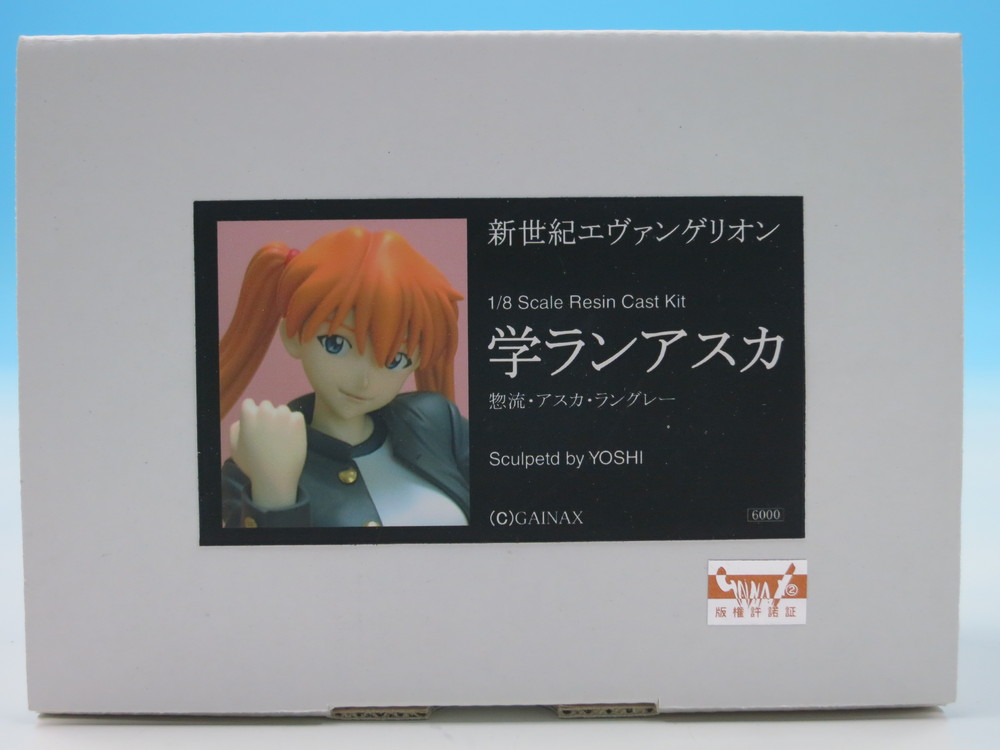 新世紀エヴァンゲリオン
1/8 Scale Resin Cast Kit
学ランアスカ
惣流・アスカ・ラングレー
Sculpetd by YOSHI
(C)GAINAX
6000
GAINAX ②
版権許諾証